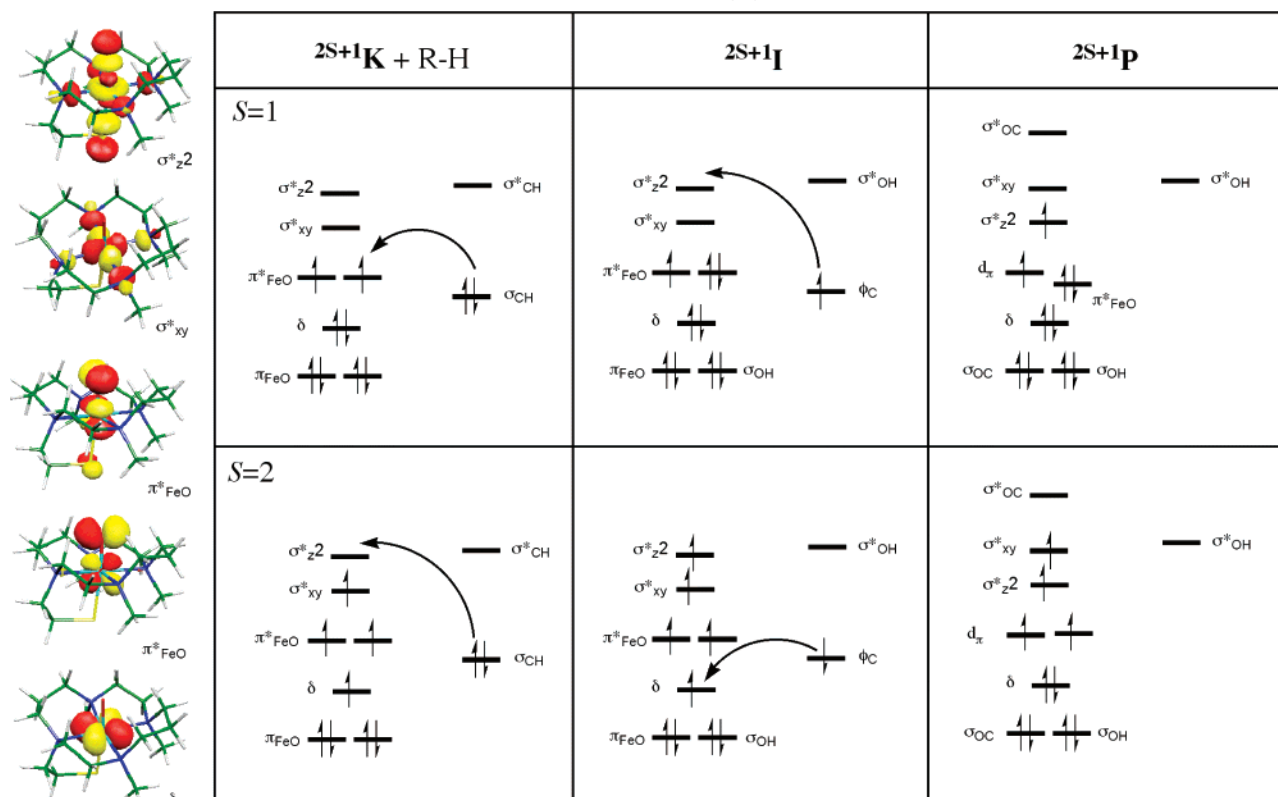 2S+1K + R-H
2S+1I
2S+1P
σ*z2
σ*xy
π*FeO
π*FeO
δ
S=1
σ*z2
σ*CH
σ*xy
π*FeO
σCH
δ
πFeO
σ*z2
σ*OH
σ*xy
π*FeO
ϕC
δ
πFeO
σOH
σ*OC
σ*xy
σ*OH
σ*z2
dπ
π*FeO
δ
σOC
σOH
S=2
σ*z2
σ*CH
σ*xy
π*FeO
σCH
δ
πFeO
σ*z2
σ*OH
σ*xy
π*FeO
ϕC
δ
πFeO
σOH
σ*OC
σ*xy
σ*OH
σ*z2
dπ
δ
σOC
σOH